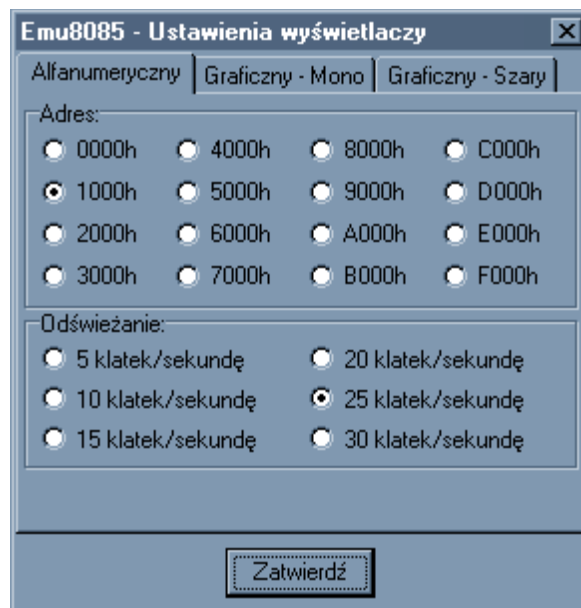 Emu8085 - Ustawienia wyświetlaczy
Alfanumeryczny Graficzny - Mono Graficzny - Szary
Adres:
0000h 4000h 8000h C000h
1000h 5000h 9000h D000h
2000h 6000h A000h E000h
3000h 7000h B000h F000h
Odświeżanie:
5 klatek/sekundę 20 klatek/sekundę
10 klatek/sekundę 25 klatek/sekundę
15 klatek/sekundę 30 klatek/sekundę
Zatwierdź